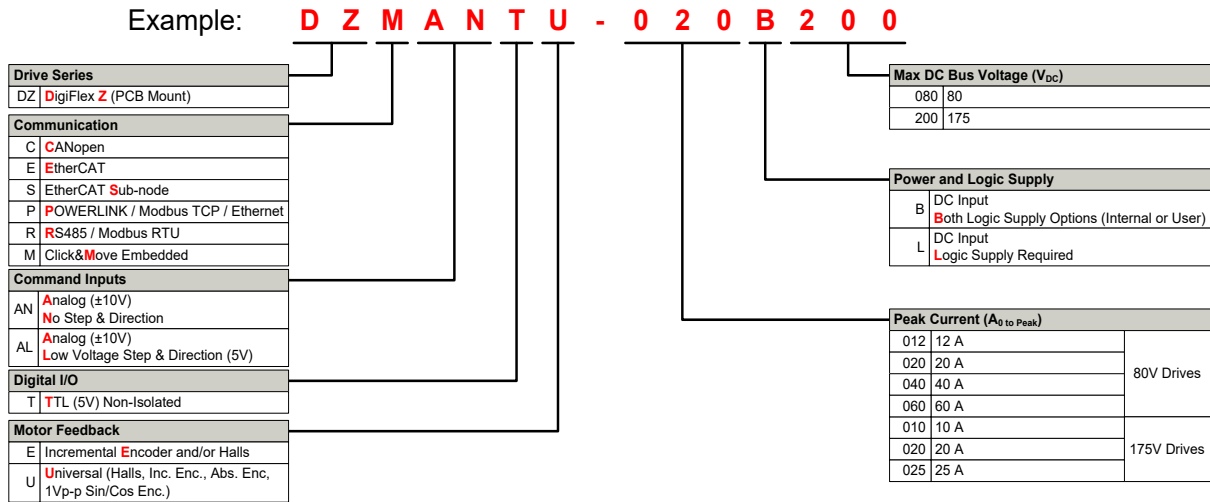 Example: D Z M A N T U - 0 2 0 B 2 0 0
Drive Series
DZ DigiFlex Z (PCB Mount)
Communication
C CANopen
E EtherCAT
S EtherCAT Sub-node
P POWERLINK / Modbus TCP / Ethernet
R RS485 / Modbus RTU
M Click&Move Embedded
Command Inputs
AN Analog (±10V)
No Step & Direction
AL Analog (±10V)
Low Voltage Step & Direction (5V)
Digital I/O
T TTL (5V) Non-Isolated
Motor Feedback
E Incremental Encoder and/or Halls
U Universal (Halls, Inc. Enc., Abs. Enc,
1Vp-p Sin/Cos Enc.)
Max DC Bus Voltage (VDC)
080 80
200 175
Power and Logic Supply
B DC Input
Both Logic Supply Options (Internal or User)
L DC Input
Logic Supply Required
Peak Current (A0 to Peak)
012 12 A
020 20 A
040 40 A
060 60 A
80V Drives
010 10 A
020 20 A
025 25 A
175V Drives